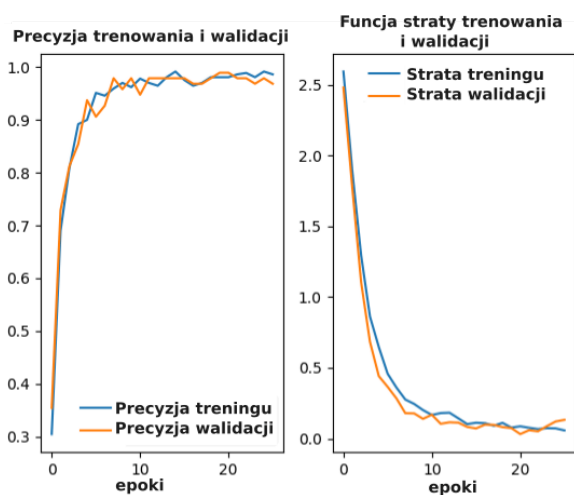 Precyzja trenowania i walidacji
1.0
0.9
0.8
0.7
0.6
0.5
0.4
0.3
Precyzja treningu
Precyzja walidacji
0
10
20
epoki
Funcja straty trenowania
i walidacji
2.5
2.0
1.5
1.0
0.5
0.0
Strata treningu
Strata walidacji
0
10
20
epoki